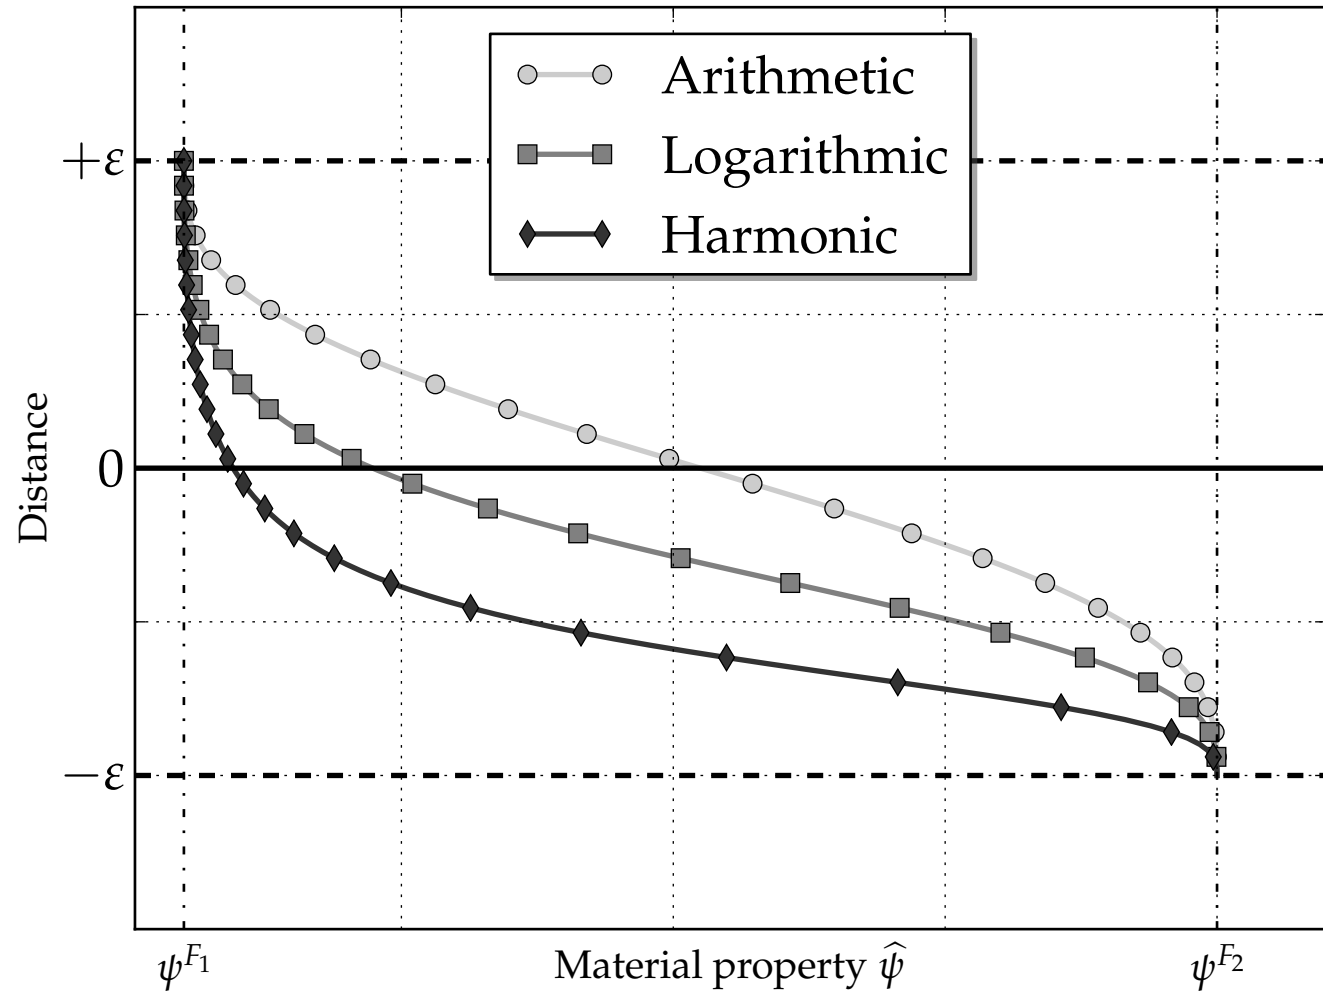 Arithmetic
Logarithmic
Harmonic
+ε
0
−ε
Distance
ψ^F₁
Material property ψ̂
ψ^F₂